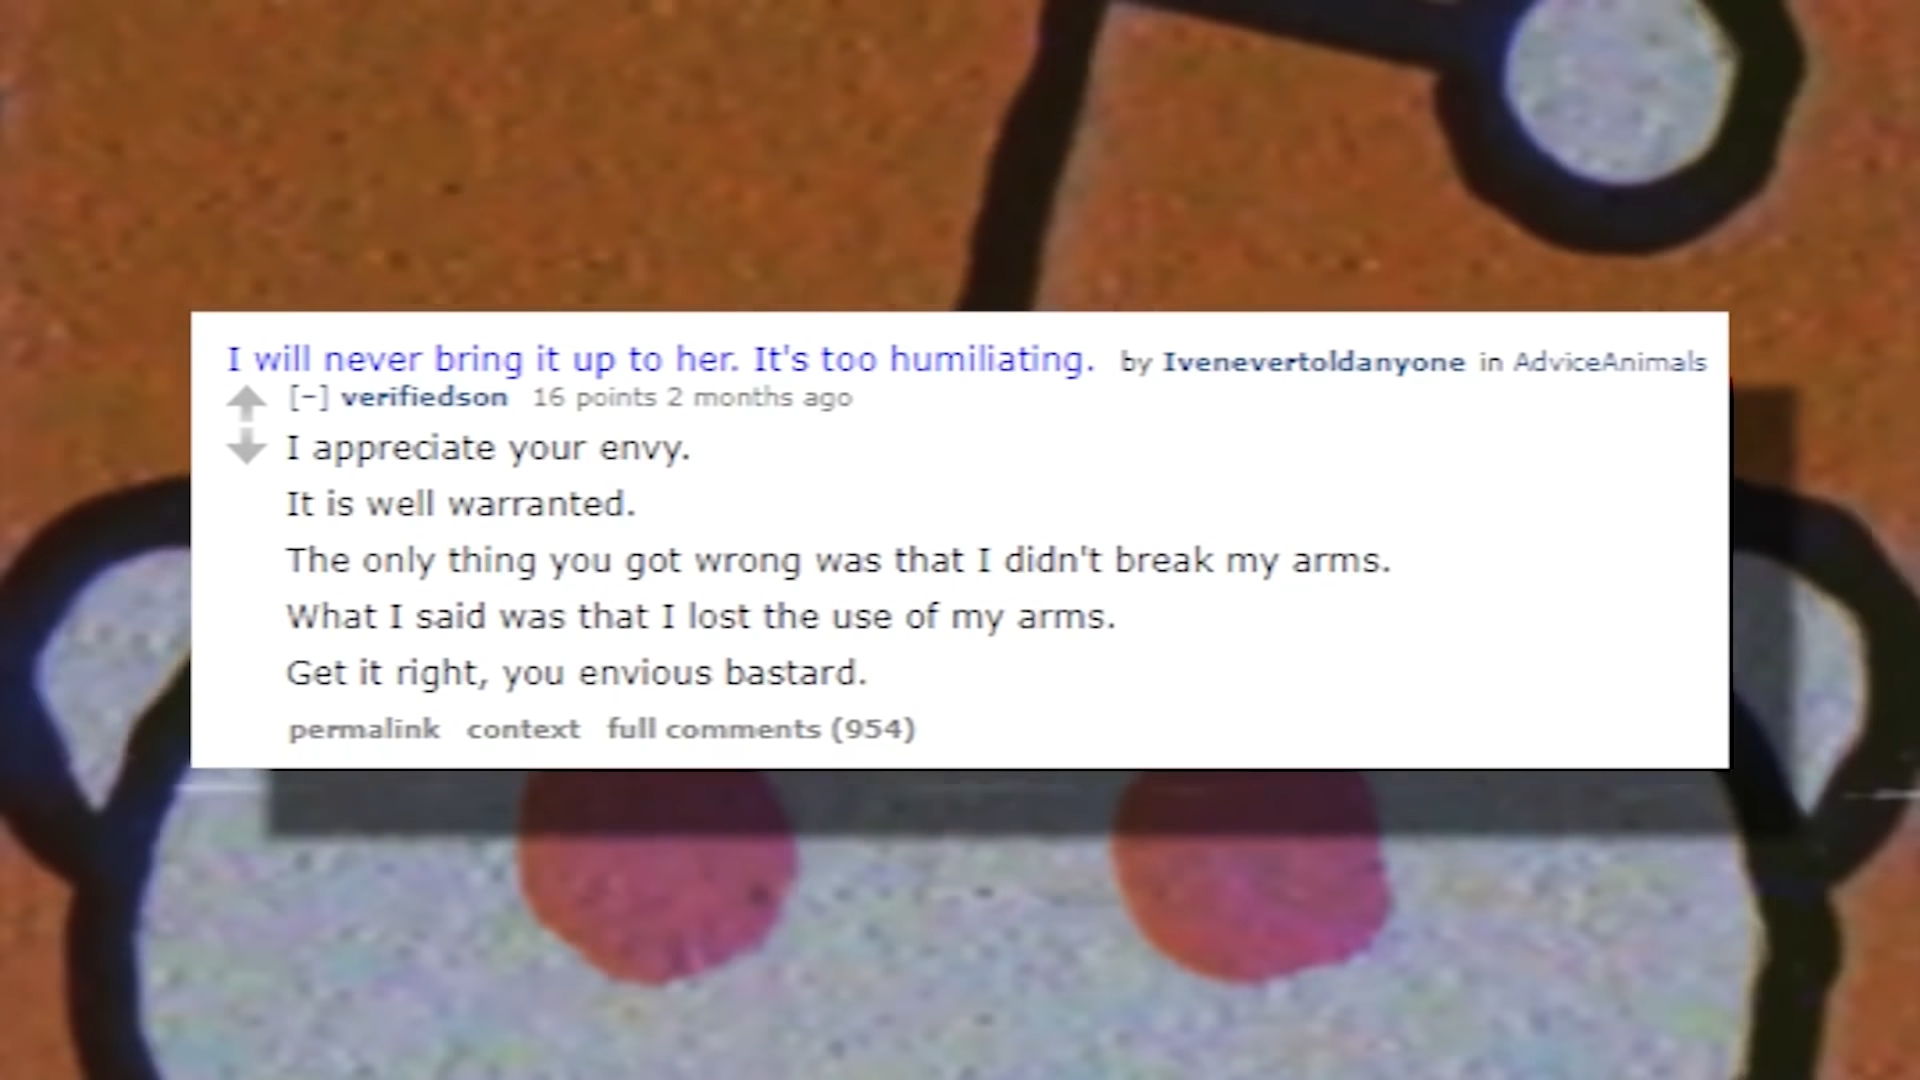 I will never bring it up to her. It's too humiliating. by Ivenevertoldanyone in AdviceAnimals
[-] verifiedson 16 points 2 months ago
I appreciate your envy.
It is well warranted.
The only thing you got wrong was that I didn't break my arms.
What I said was that I lost the use of my arms.
Get it right, you envious bastard.
permalink context full comments (954)